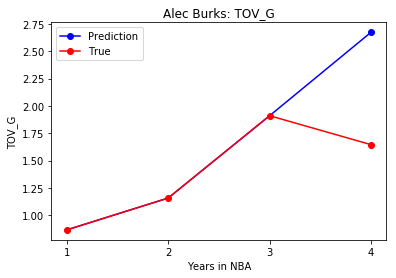 Alec Burks: TOV_G
Prediction
True
TOV_G
2.75
2.50
2.25
2.00
1.75
1.50
1.25
1.00
1 2 3 4
Years in NBA